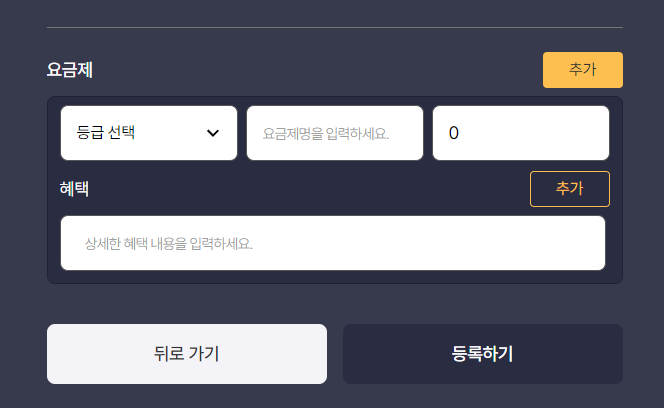 요금제
추가
등급 선택
요금제명을 입력하세요.
0
혜택
추가
상세한 혜택 내용을 입력하세요.
뒤로 가기
등록하기